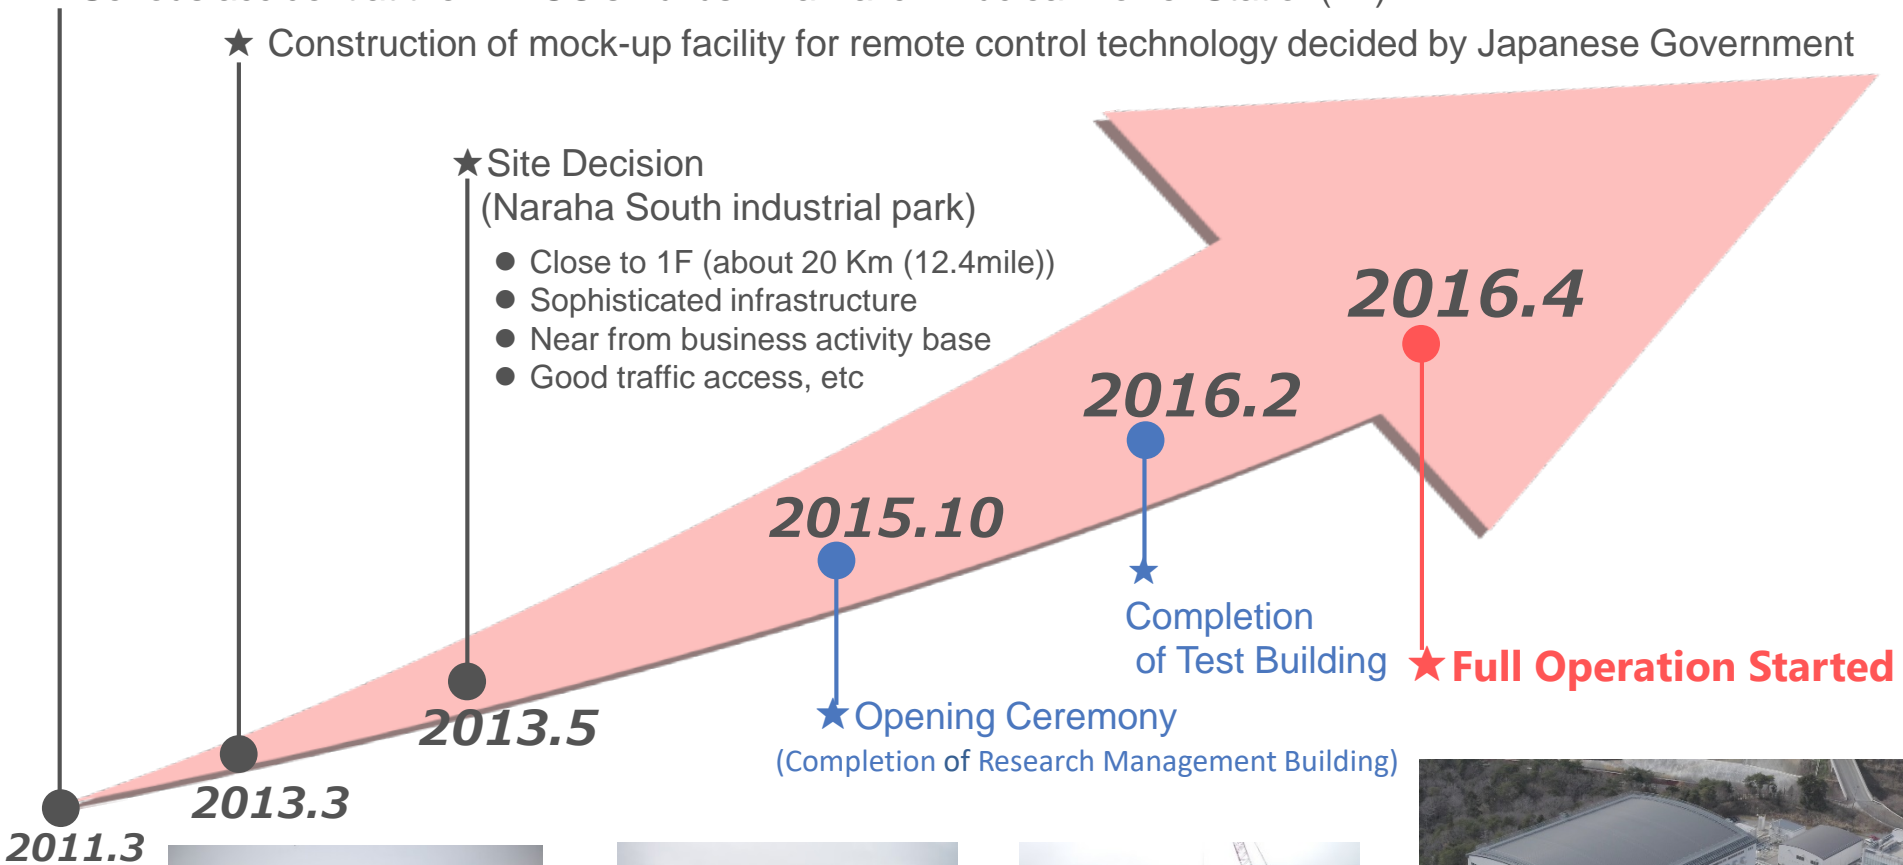 ★ Construction of mock-up facility for remote control technology decided by Japanese Government
★Site Decision
(Naraha South industrial park)
● Close to 1F (about 20 Km (12.4mile))
● Sophisticated infrastructure
● Near from business activity base
● Good traffic access, etc
2016.4
2016.2
2015.10
Completion
of Test Building
★Full Operation Started
2013.5
★Opening Ceremony
(Completion of Research Management Building)
2013.3
2011.3